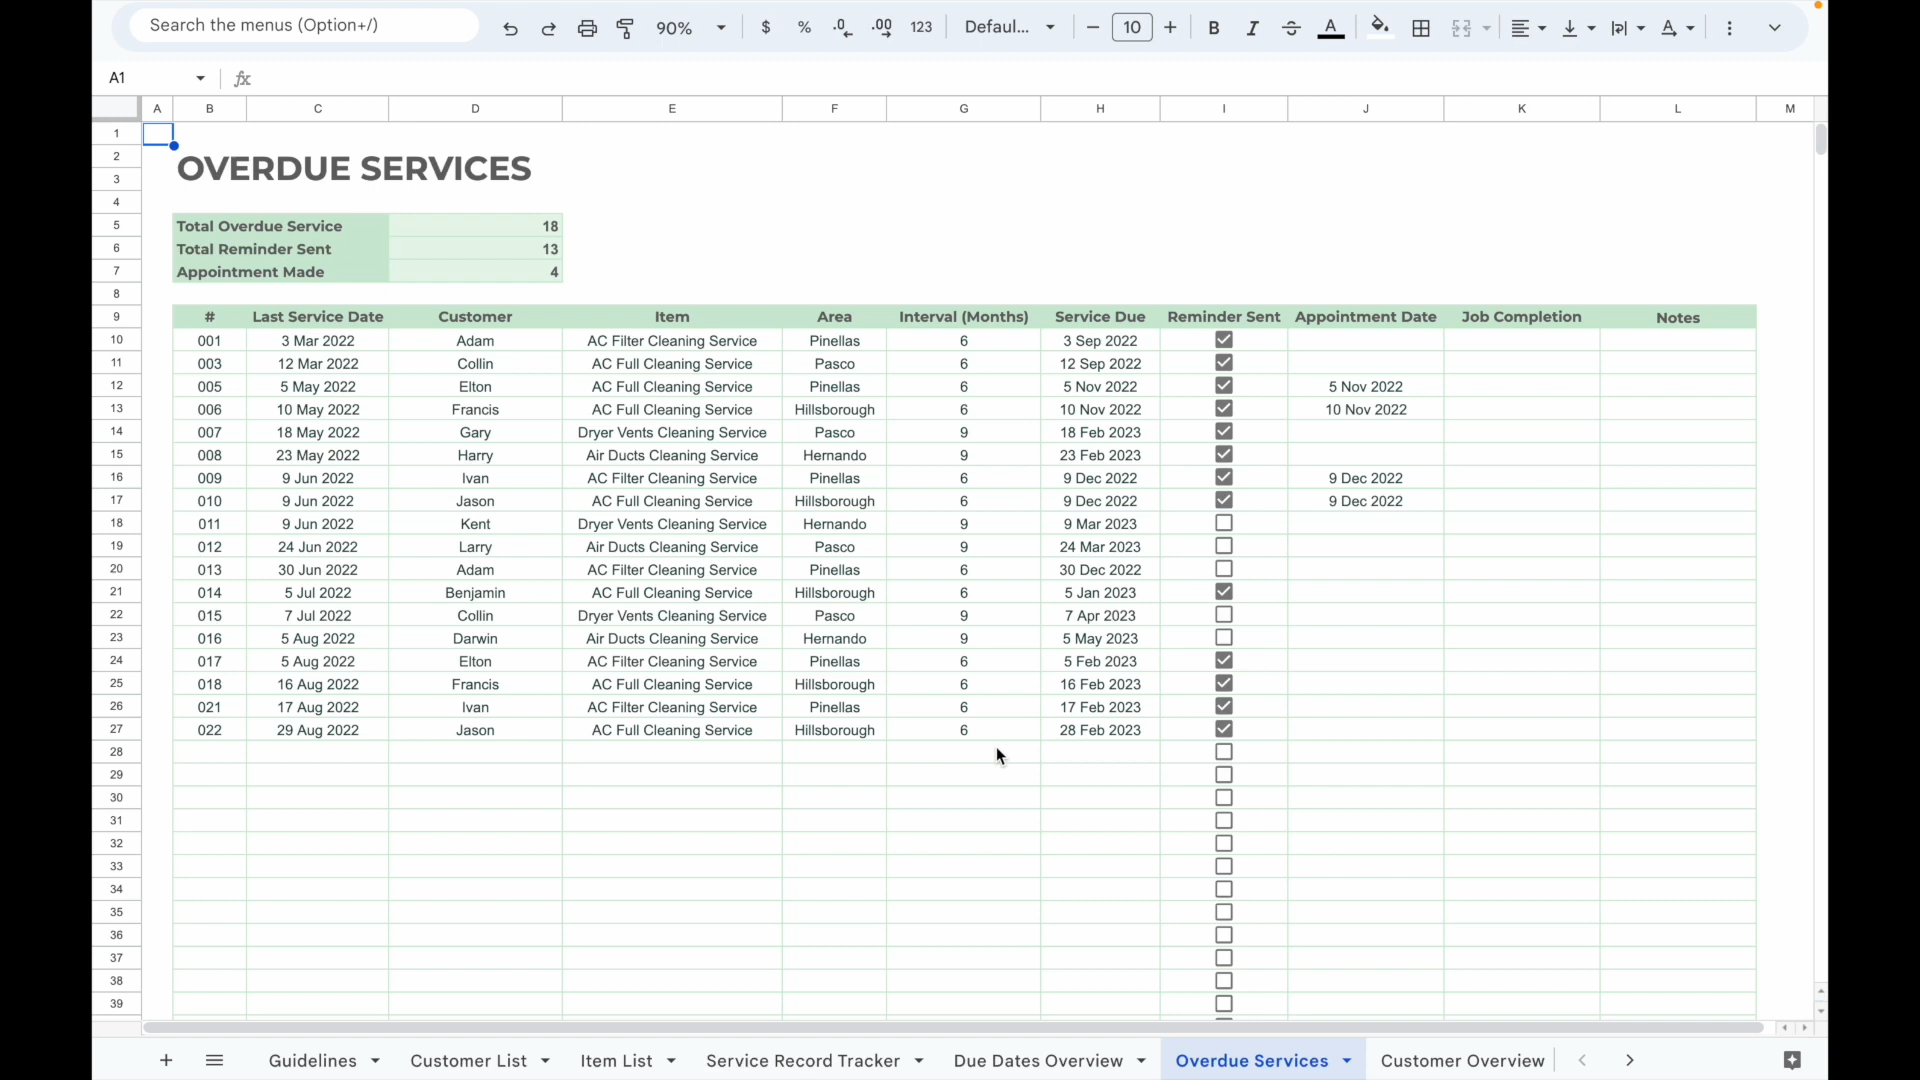 Search the menus (Option+/)
90%
$ % .0 .00 123
Defaul...
10
B I A
A1
fx
A B C D E F G H I J K L M
1
2
3
OVERDUE SERVICES
4
5 Total Overdue Service 18
6 Total Reminder Sent 13
7 Appointment Made 4
8
9 # Last Service Date Customer Item Area Interval (Months) Service Due Reminder Sent Appointment Date Job Completion Notes
10 001 3 Mar 2022 Adam AC Filter Cleaning Service Pinellas 6 3 Sep 2022
11 003 12 Mar 2022 Collin AC Full Cleaning Service Pasco 6 12 Sep 2022
12 005 5 May 2022 Elton AC Full Cleaning Service Pinellas 6 5 Nov 2022 5 Nov 2022
13 006 10 May 2022 Francis AC Full Cleaning Service Hillsborough 6 10 Nov 2022 10 Nov 2022
14 007 18 May 2022 Gary Dryer Vents Cleaning Service Pasco 9 18 Feb 2023
15 008 23 May 2022 Harry Air Ducts Cleaning Service Hernando 9 23 Feb 2023
16 009 9 Jun 2022 Ivan AC Filter Cleaning Service Pinellas 6 9 Dec 2022 9 Dec 2022
17 010 9 Jun 2022 Jason AC Full Cleaning Service Hillsborough 6 9 Dec 2022 9 Dec 2022
18 011 9 Jun 2022 Kent Dryer Vents Cleaning Service Hernando 9 9 Mar 2023
19 012 24 Jun 2022 Larry Air Ducts Cleaning Service Pasco 9 24 Mar 2023
20 013 30 Jun 2022 Adam AC Filter Cleaning Service Pinellas 6 30 Dec 2022
21 014 5 Jul 2022 Benjamin AC Full Cleaning Service Hillsborough 6 5 Jan 2023
22 015 7 Jul 2022 Collin Dryer Vents Cleaning Service Pasco 9 7 Apr 2023
23 016 5 Aug 2022 Darwin Air Ducts Cleaning Service Hernando 9 5 May 2023
24 017 5 Aug 2022 Elton AC Filter Cleaning Service Pinellas 6 5 Feb 2023
25 018 16 Aug 2022 Francis AC Full Cleaning Service Hillsborough 6 16 Feb 2023
26 021 17 Aug 2022 Ivan AC Filter Cleaning Service Pinellas 6 17 Feb 2023
27 022 29 Aug 2022 Jason AC Full Cleaning Service Hillsborough 6 28 Feb 2023
28
29
30
31
32
33
34
35
36
37
38
39
Guidelines Customer List Item List Service Record Tracker Due Dates Overview Overdue Services Customer Overview